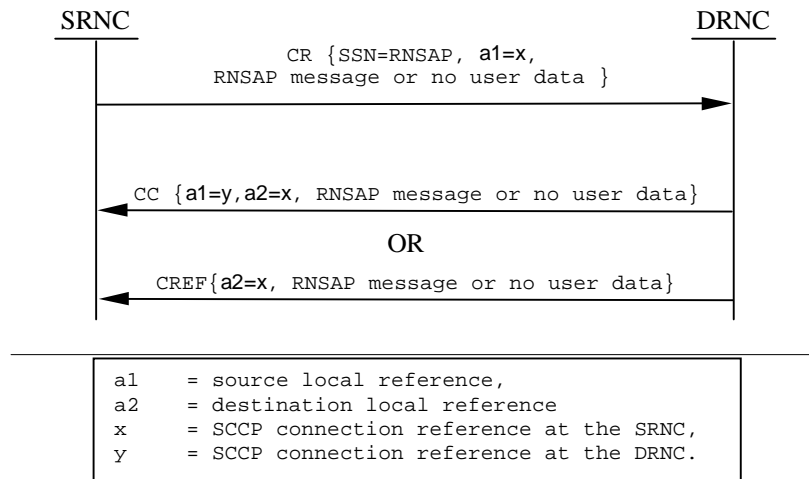 SRNC DRNC
CR {SSN=RNSAP, a1=x,
RNSAP message or no user data }
CC {a1=y,a2=x, RNSAP message or no user data}
OR
CREF{a2=x, RNSAP message or no user data}
a1 = source local reference,
a2 = destination local reference
x = SCCP connection reference at the SRNC,
y = SCCP connection reference at the DRNC.